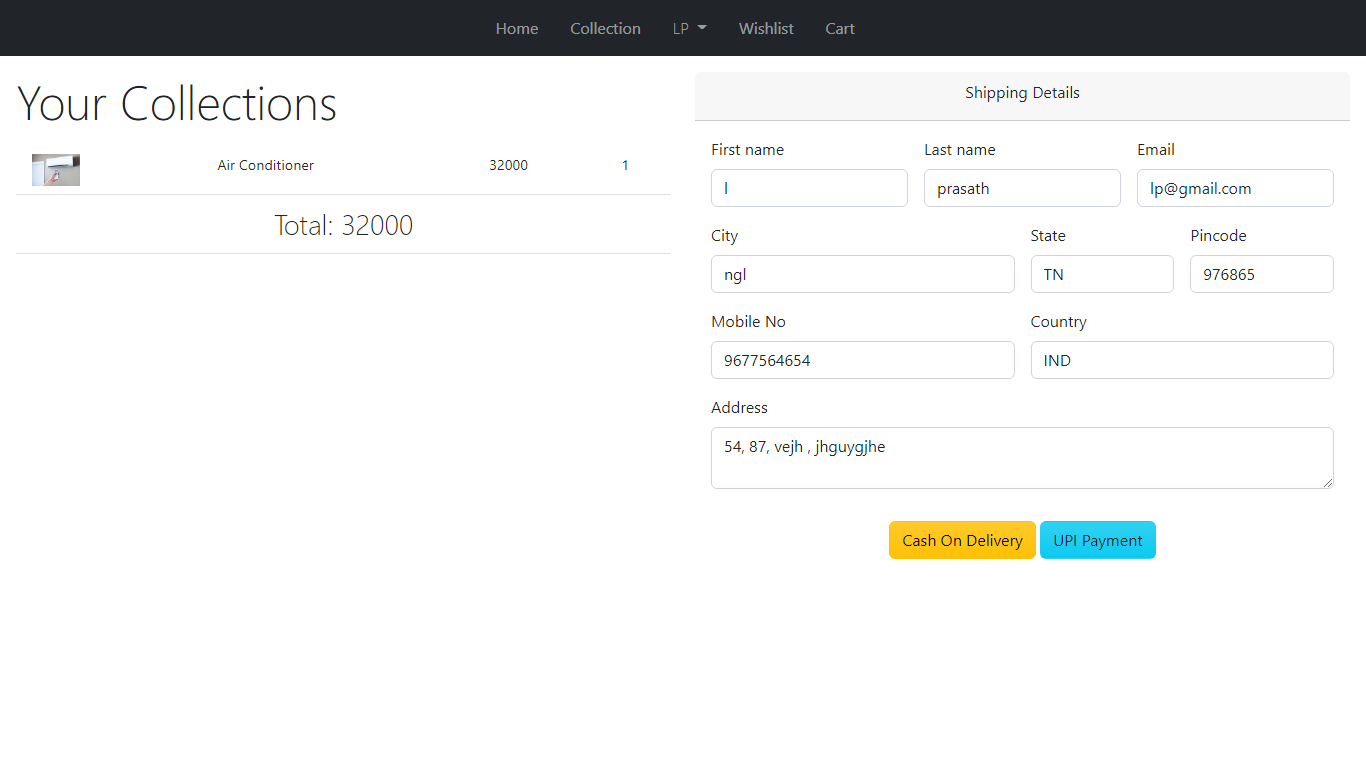 Home Collection LP Wishlist Cart
Your Collections
Air Conditioner 32000 1
Total: 32000
Shipping Details
First name Last name Email
l prasath lp@gmail.com
City State Pincode
ngl TN 976865
Mobile No Country
9677564654 IND
Address
54, 87, vejh , jhguygjhe
Cash On Delivery UPI Payment